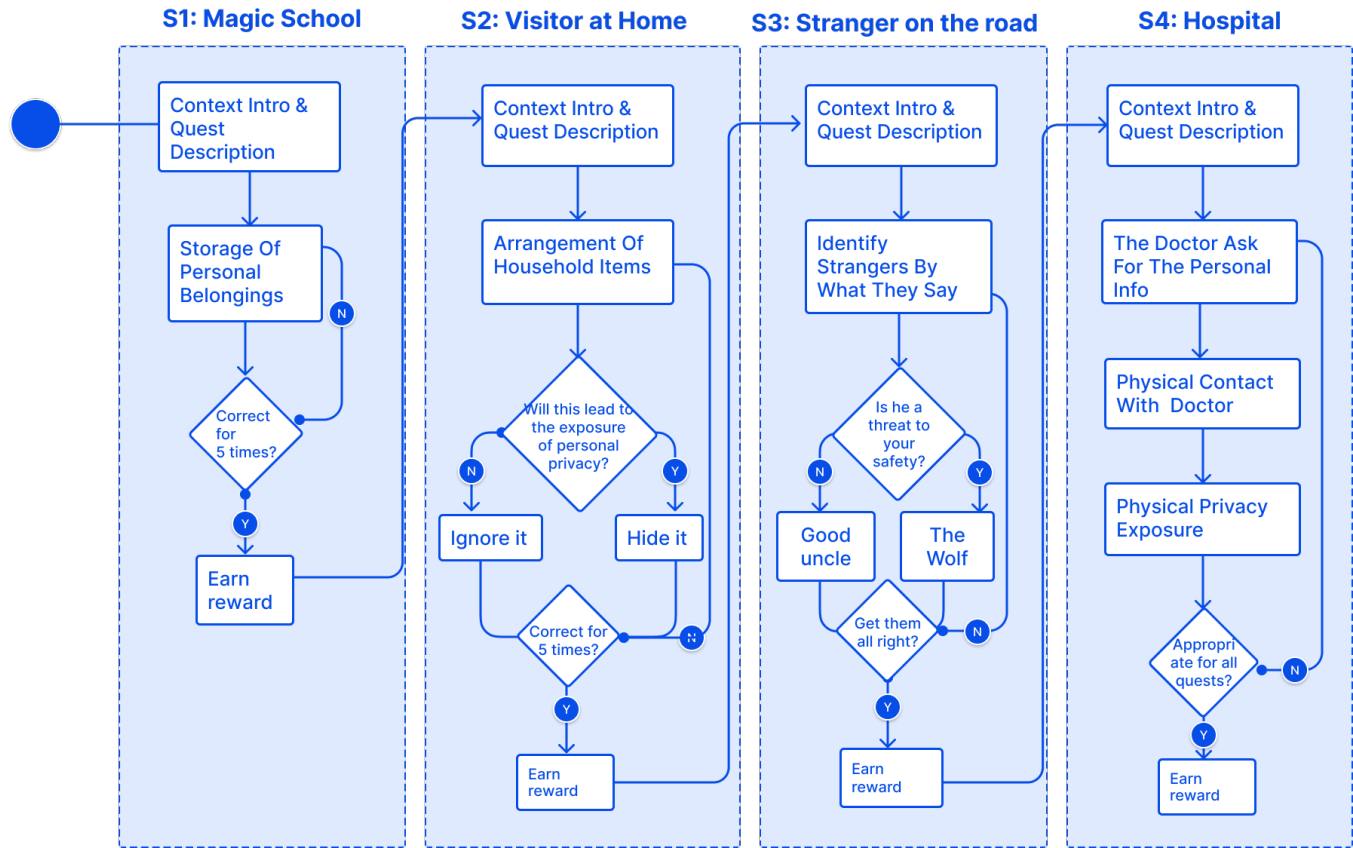 S1: Magic School
Context Intro &
Quest
Description
Storage Of
Personal
Belongings
N
Correct
for
5 times?
Y
Earn
reward
S2: Visitor at Home
Context Intro &
Quest Description
Arrangement Of
Household Items
Will this lead to
the exposure
of personal
privacy?
N
Y
Ignore it
Hide it
Correct for
5 times?
N
Y
Earn
reward
S3: Stranger on the road
Context Intro &
Quest Description
Identify
Strangers By
What They Say
Is he a
threat to
your
safety?
N
Y
Good
uncle
The
Wolf
Get them
all right?
N
Y
Earn
reward
S4: Hospital
Context Intro &
Quest Description
The Doctor Ask
For The Personal
Info
Physical Contact
With Doctor
Physical Privacy
Exposure
Appropri
ate for all
quests?
N
Y
Earn
reward